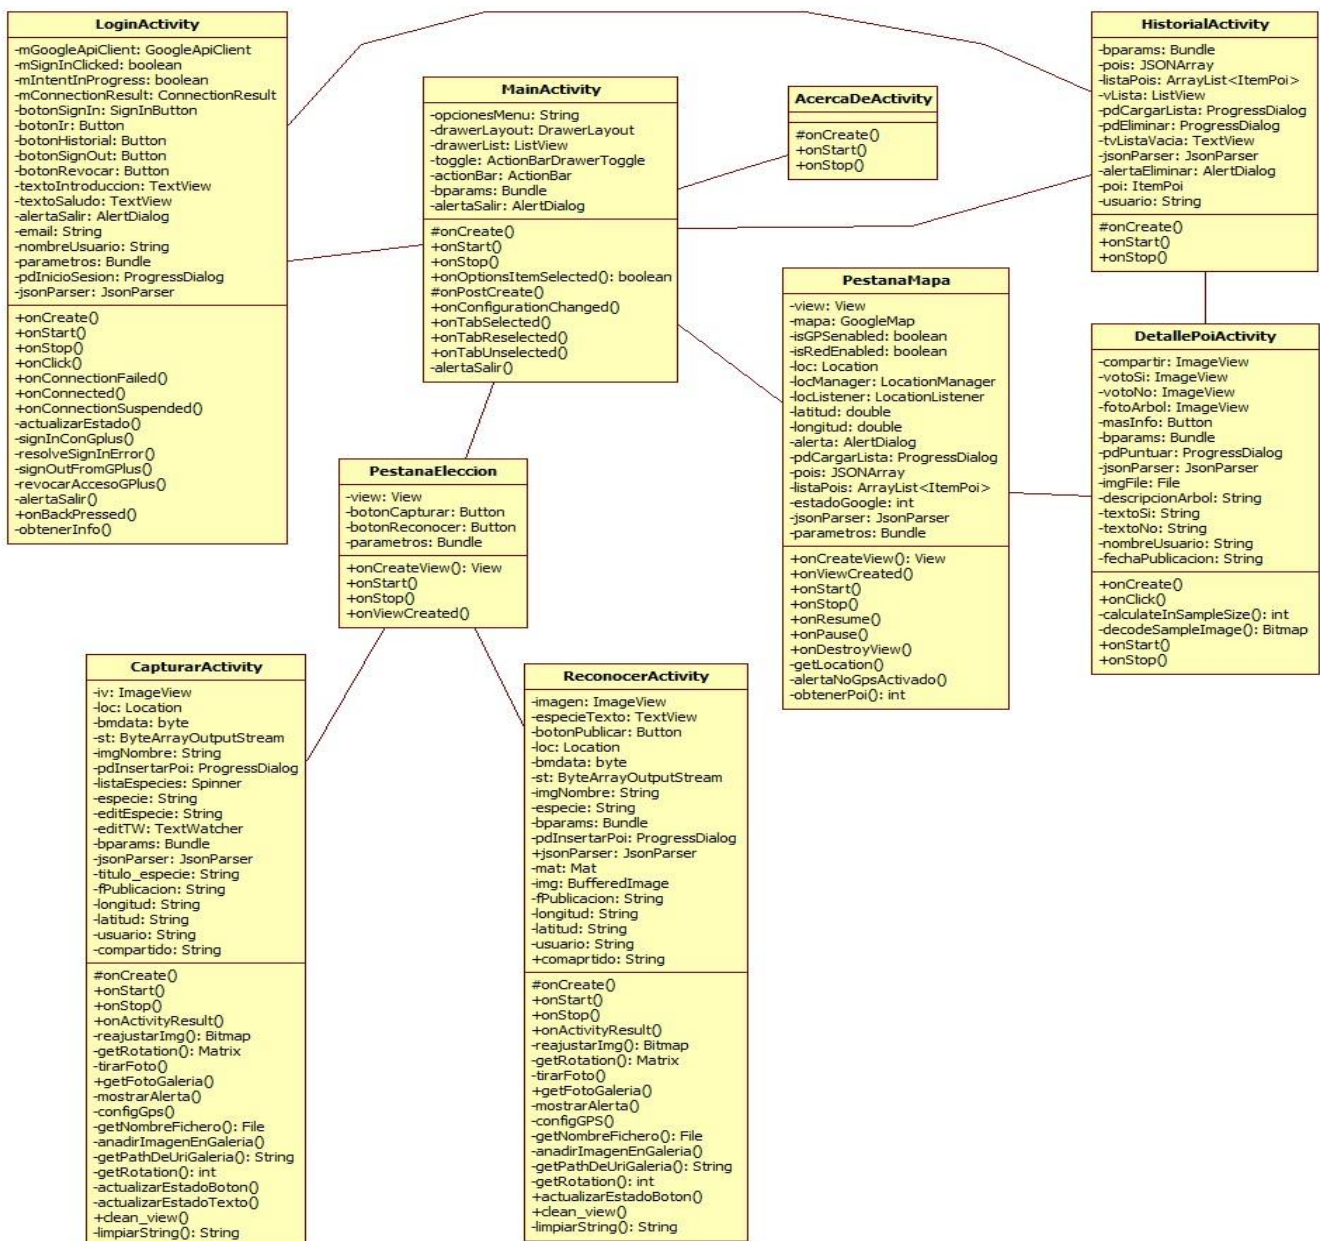 LoginActivity
-mGoogleApiClient: GoogleApiClient
-mSignInClicked: boolean
-mIntentInProgress: boolean
-mConnectionResult: ConnectionResult
-botonSignIn: SignInButton
-botonIr: Button
-botonHistorial: Button
-botonSignOut: Button
-botonRevocar: Button
-textoIntroduccion: TextView
-textoSaludo: TextView
-alertaSalir: AlertDialog
-email: String
-nombreUsuario: String
-parametros: Bundle
-pdInicioSesion: ProgressDialog
-jsonParser: JsonParser
+onCreate()
+onStart()
+onStop()
+onClick()
+onConnectionFailed()
+onConnected()
+onConnectionSuspended()
-actualizarEstado()
-signInConGplus()
-resolveSignInError()
-signOutFromGPlus()
-revocarAccesoGPlus()
-alertaSalir()
+onBackPressed()
-obtenerInfo()
MainActivity
-opcionesMenu: String
-drawerLayout: DrawerLayout
-drawerList: ListView
-toggle: ActionBarDrawerToggle
-actionBar: ActionBar
-bparams: Bundle
-alertaSalir: AlertDialog
#onCreate()
+onStart()
+onStop()
+onOptionsItemSelected(): boolean
#onPostCreate()
+onConfigurationChanged()
+onTabSelected()
+onTabReselected()
+onTabUnselected()
-alertaSalir()
AcercaDeActivity
#onCreate()
+onStart()
+onStop()
HistorialActivity
-bparams: Bundle
-pois: JSONArray
-listaPois: ArrayList<ItemPoi>
-vLista: ListView
-pdCargarLista: ProgressDialog
-pdEliminar: ProgressDialog
-tvListaVacia: TextView
-jsonParser: JsonParser
-alertaEliminar: AlertDialog
-poi: ItemPoi
-usuario: String
#onCreate()
+onStart()
+onStop()
PestanaMapa
-view: View
-mapa: GoogleMap
-isGPSenabled: boolean
-isRedEnabled: boolean
-loc: Location
-locManager: LocationManager
-locListener: LocationListener
-latitud: double
-longitud: double
-alerta: AlertDialog
-pdCargarLista: ProgressDialog
-pois: JSONArray
-listaPois: ArrayList<ItemPoi>
-estadoGoogle: int
-jsonParser: JsonParser
-parametros: Bundle
+onCreateView(): View
+onViewCreated()
+onStart()
+onStop()
+onResume()
+onPause()
+onDestroyView()
-getLocation()
-alertaNoGpsActivado()
-obtenerPoi(): int
DetallePoiActivity
-compartir: ImageView
-votoSi: ImageView
-votoNo: ImageView
-fotoArbol: ImageView
-masInfo: Button
-bparams: Bundle
-pdPuntuar: ProgressDialog
-jsonParser: JsonParser
-imgFile: File
-descripcionArbol: String
-textoSi: String
-textoNo: String
-nombreUsuario: String
-fechaPublicacion: String
+onCreate()
+onClick()
-calculateInSampleSize(): int
-decodeSampleImage(): Bitmap
+onStart()
+onStop()
PestanaEleccion
-view: View
-botonCapturar: Button
-botonReconocer: Button
-parametros: Bundle
+onCreateView(): View
+onStart()
+onStop()
+onViewCreated()
CapturarActivity
-iv: ImageView
-loc: Location
-bmdata: byte
-st: ByteArrayOutputStream
-imgNombre: String
-pdInsertarPoi: ProgressDialog
-listaEspecies: Spinner
-especie: String
-editEspecie: String
-editTW: TextWatcher
-bparams: Bundle
-jsonParser: JsonParser
-titulo_especie: String
-fPublicacion: String
-longitud: String
-latitud: String
-usuario: String
-compartido: String
#onCreate()
+onStart()
+onStop()
+onActivityResult()
-reajustarImg(): Bitmap
-getRotation(): Matrix
-tirarFoto()
+getFotoGaleria()
-mostrarAlerta()
-configGps()
-getNombreFichero(): File
-anadirImagenEnGaleria()
-getPathDeUriGaleria(): String
-getRotation(): int
-actualizarEstadoBoton()
-actualizarEstadoTexto()
+clean_view()
-limpiarString(): String
ReconocerActivity
-imagen: ImageView
-especieTexto: TextView
-botonPublicar: Button
-loc: Location
-bmdata: byte
-st: ByteArrayOutputStream
-imgNombre: String
-especie: String
-bparams: Bundle
-pdInsertarPoi: ProgressDialog
+jsonParser: JsonParser
-mat: Mat
-img: BufferedImage
-fPublicacion: String
-longitud: String
-latitud: String
-usuario: String
+comaprtido: String
#onCreate()
+onStart()
+onStop()
+onActivityResult()
-reajustarImg(): Bitmap
-getRotation(): Matrix
-tirarFoto()
+getFotoGaleria()
-mostrarAlerta()
-configGPS()
-getNombreFichero(): File
-anadirImagenEnGaleria()
-getPathDeUriGaleria(): String
-getRotation(): int
+actualizarEstadoBoton()
+clean_view()
-limpiarString(): String